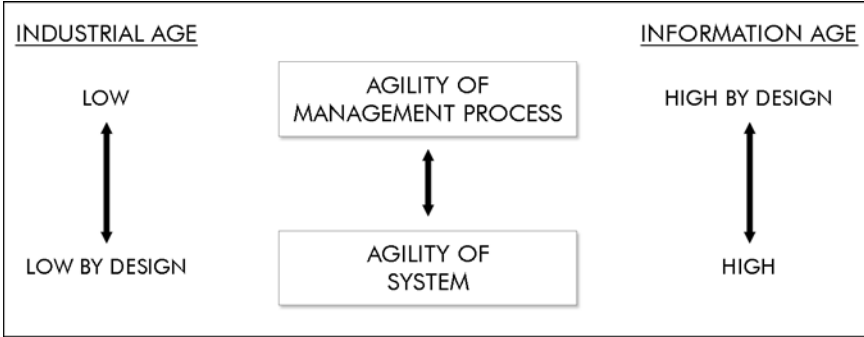 INDUSTRIAL AGE
INFORMATION AGE
LOW
AGILITY OF
MANAGEMENT PROCESS
HIGH BY DESIGN
LOW BY DESIGN
AGILITY OF
SYSTEM
HIGH